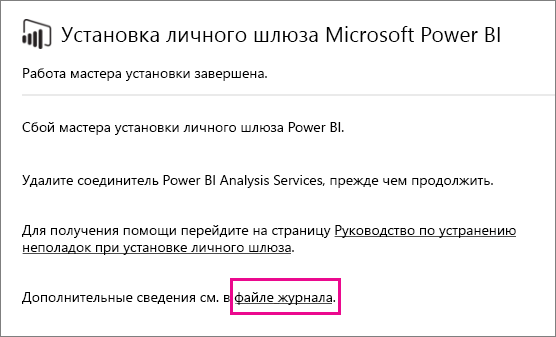 Установка личного шлюза Microsoft Power BI
Работа мастера установки завершена.
Сбой мастера установки личного шлюза Power BI.
Удалите соединитель Power BI Analysis Services, прежде чем продолжить.
Для получения помощи перейдите на страницу Руководство по устранению
неполадок при установке личного шлюза.
Дополнительные сведения см. в файле журнала.